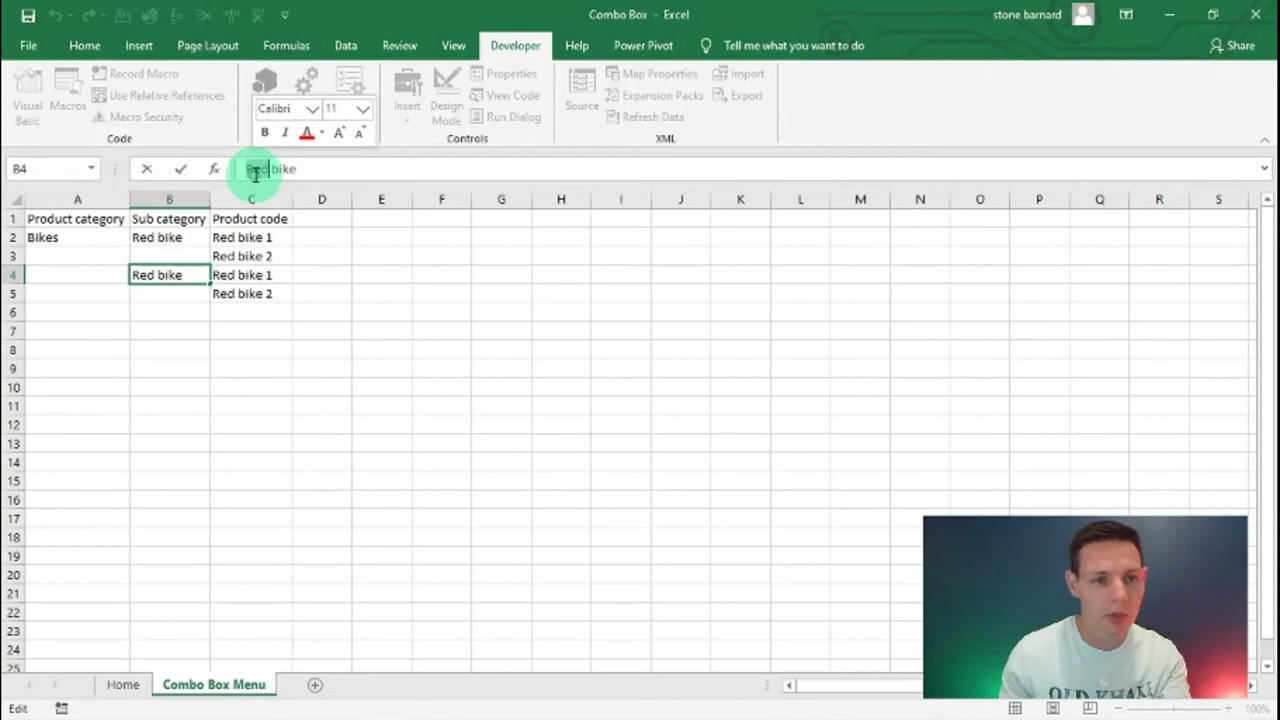 Combo Box - Excel
stone barnard
File Home Insert Page Layout Formulas Data Review View Developer Help Power Pivot Tell me what you want to do Share
Record Macro
Use Relative References
Macro Security
Visual Basic
Macros
Code
Calibri 11
B I A A A
Insert
Design Mode
Properties
View Code
Run Dialog
Controls
Source
Map Properties
Expansion Packs
Refresh Data
Import
Export
XML
B4 fx Red bike
A B C D E F G H I J K L M N O P Q R S
1 Product category Sub category Product code
2 Bikes Red bike Red bike 1
3 Red bike 2
4 Red bike Red bike 1
5 Red bike 2
6
7
8
9
10
11
12
13
14
15
16
17
18
19
20
21
22
23
24
25
Home Combo Box Menu
Edit 100%